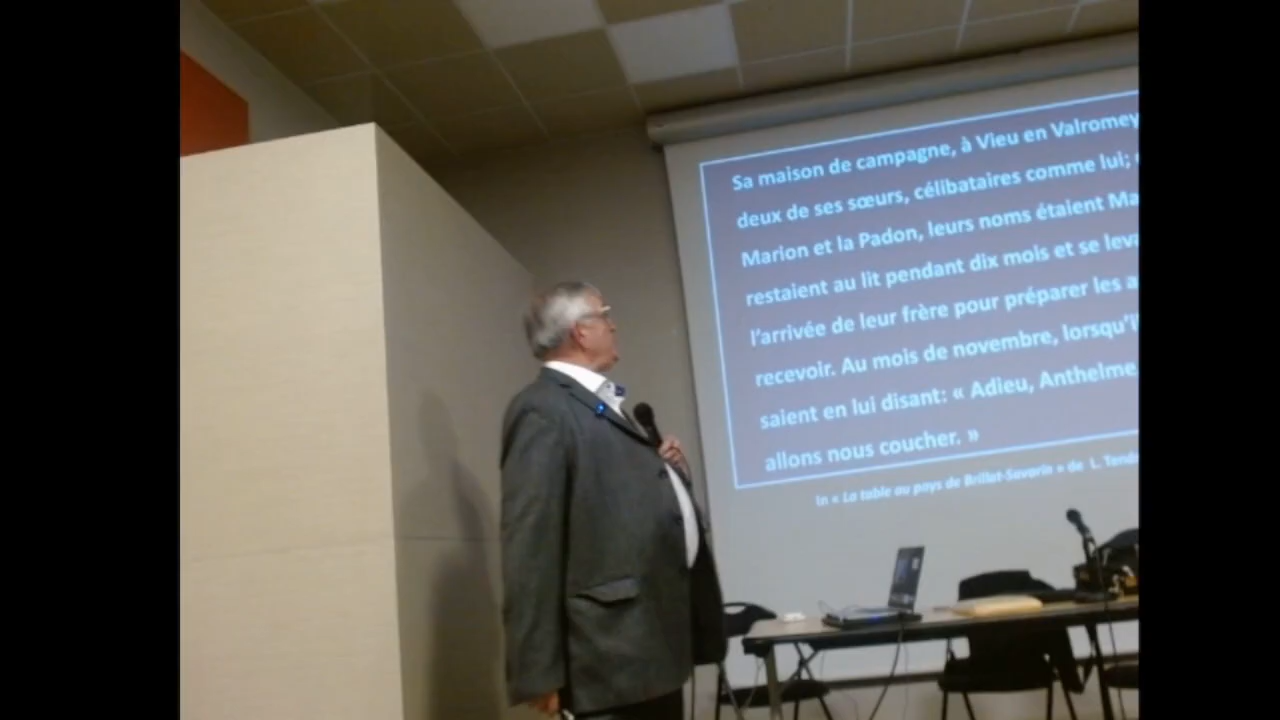 Sa maison de campagne, à Vieu en Valromey
deux de ses sœurs, célibataires comme lui;
Marion et la Padon, leurs noms étaient Ma
restaient au lit pendant dix mois et se leva
l'arrivée de leur frère pour préparer les a
recevoir. Au mois de novembre, lorsqu'i
saient en lui disant: « Adieu, Anthelme
allons nous coucher. »
In « La table au pays de Brillat-Savarin » de L. Tend